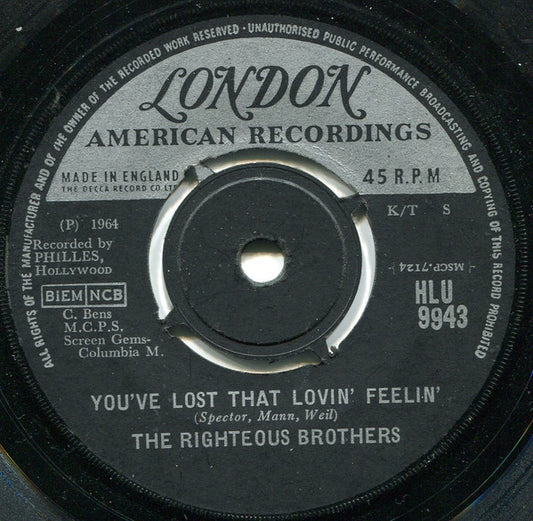 ALL RIGHTS OF THE MANUFACTURER AND OF THE OWNER OF THE RECORDED WORK RESERVED · UNAUTHORISED PUBLIC PERFORMANCE BROADCASTING AND COPYING OF THIS RECORD PROHIBITED
LONDON
AMERICAN RECORDINGS
MADE IN ENGLAND
THE DECCA RECORD CO LTD
45 R.P.M
(P) 1964
K/T S
Recorded by
PHILLES,
HOLLYWOOD
MSCP.7124
BIEM NCB
HLU
9943
C. Bens
M.C.P.S.
Screen Gems-
Columbia M.
YOU'VE LOST THAT LOVIN' FEELIN'
(Spector, Mann, Weil)
THE RIGHTEOUS BROTHERS